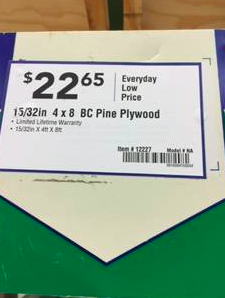 $22.65
Everyday
Low
Price
15/32in 4 x 8 BC Pine Plywood
• Limited Lifetime Warranty
• 15/32in X 4ft X 8ft
Item # 12227 Model # NA